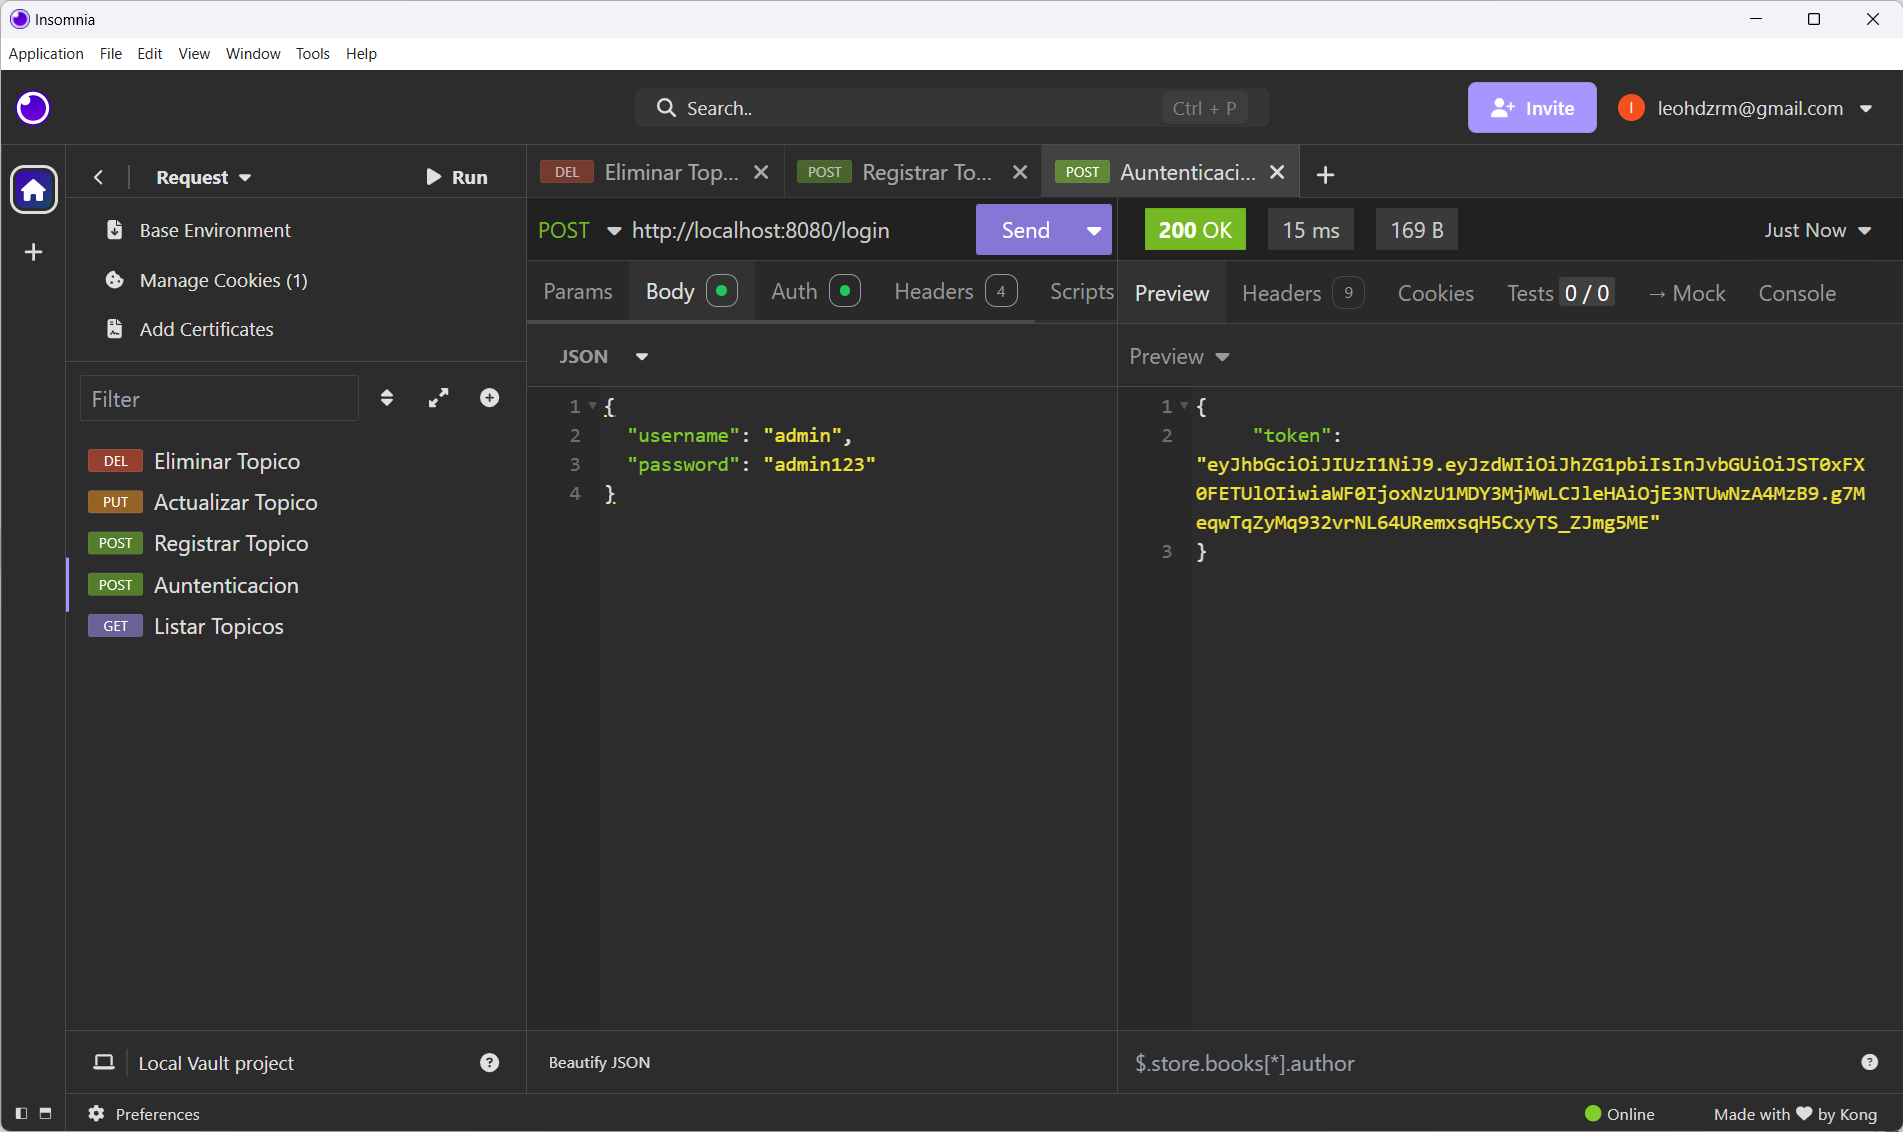 Insomnia
Application File Edit View Window Tools Help
Search.. Ctrl + P
Invite
leohdzrm@gmail.com
Request
Run
DEL Eliminar Top...
POST Registrar To...
POST Auntenticaci...
Base Environment
Manage Cookies (1)
Add Certificates
POST http://localhost:8080/login
Send
200 OK
15 ms
169 B
Just Now
Params Body Auth Headers 4 Scripts
Preview Headers 9 Cookies Tests 0 / 0 → Mock Console
JSON
Preview
Filter
DEL Eliminar Topico
PUT Actualizar Topico
POST Registrar Topico
POST Auntenticacion
GET Listar Topicos
1 {
2 "username": "admin",
3 "password": "admin123"
4 }
1 {
2 "token":
"eyJhbGciOiJIUzI1NiJ9.eyJzdWIiOiJhZG1pbiIsInJvbGUiOiJST0xFX
0FETUlOIiwiaWF0IjoxNzU1MDY3MjMwLCJleHAiOjE3NTUwNzA4MzB9.g7M
eqwTqZyMq932vrNL64URemxsqH5CxyTS_ZJmg5ME"
3 }
Local Vault project
Beautify JSON
$.store.books[*].author
Preferences
Online
Made with ♥ by Kong